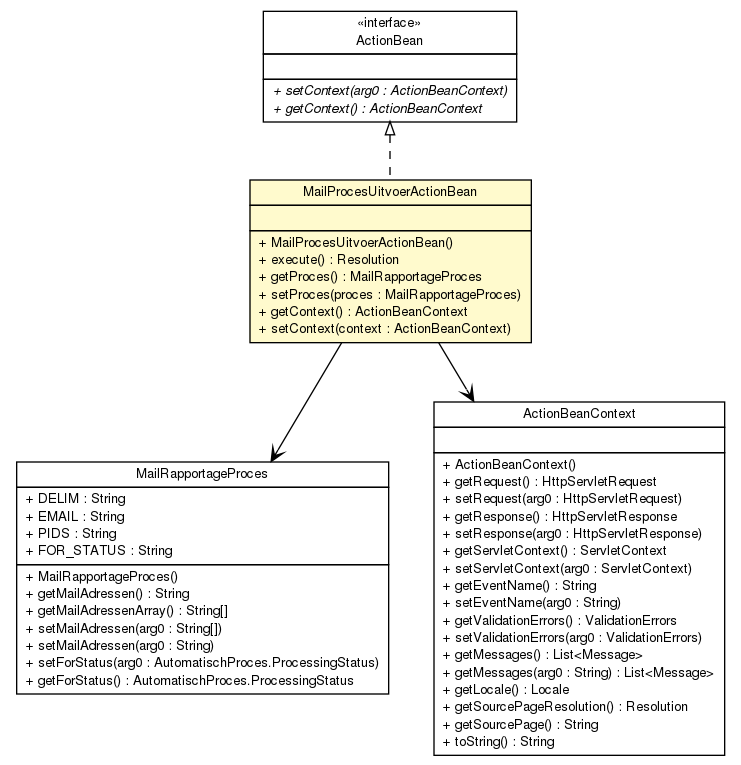 «interface»
ActionBean
+ setContext(arg0 : ActionBeanContext)
+ getContext() : ActionBeanContext
MailProcesUitvoerActionBean
+ MailProcesUitvoerActionBean()
+ execute() : Resolution
+ getProces() : MailRapportageProces
+ setProces(proces : MailRapportageProces)
+ getContext() : ActionBeanContext
+ setContext(context : ActionBeanContext)
MailRapportageProces
+ DELIM : String
+ EMAIL : String
+ PIDS : String
+ FOR_STATUS : String
+ MailRapportageProces()
+ getMailAdressen() : String
+ getMailAdressenArray() : String[]
+ setMailAdressen(arg0 : String[])
+ setMailAdressen(arg0 : String)
+ setForStatus(arg0 : AutomatischProces.ProcessingStatus)
+ getForStatus() : AutomatischProces.ProcessingStatus
ActionBeanContext
+ ActionBeanContext()
+ getRequest() : HttpServletRequest
+ setRequest(arg0 : HttpServletRequest)
+ getResponse() : HttpServletResponse
+ setResponse(arg0 : HttpServletResponse)
+ getServletContext() : ServletContext
+ setServletContext(arg0 : ServletContext)
+ getEventName() : String
+ setEventName(arg0 : String)
+ getValidationErrors() : ValidationErrors
+ setValidationErrors(arg0 : ValidationErrors)
+ getMessages() : List<Message>
+ getMessages(arg0 : String) : List<Message>
+ getLocale() : Locale
+ getSourcePageResolution() : Resolution
+ getSourcePage() : String
+ toString() : String